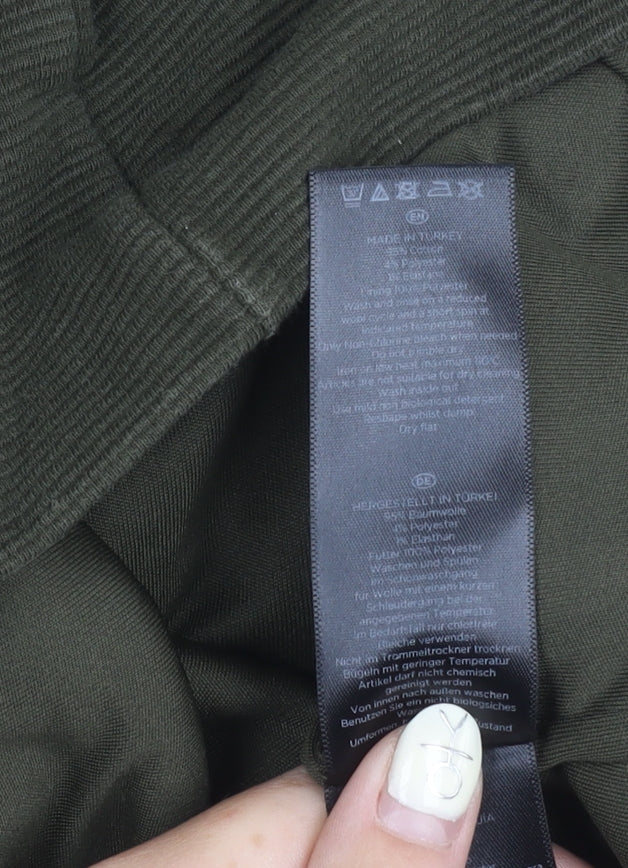 EN
MADE IN TURKEY
95% Cotton
4% Polyester
1% Elastane
Lining 100% Polyester
Wash and rinse on a reduced
wool cycle and a short spin at
indicated temperature
Only Non-Chlorine bleach when needed
Do not tumble dry
Iron on low heat maximum 110°C
Articles are not suitable for dry cleaning
Wash inside out
Use mild non biological detergent
Reshape whilst damp
Dry flat
DE
HERGESTELLT IN TÜRKEI
95% Baumwolle
4% Polyester
1% Elasthan
Futter 100% Polyester
Waschen und Spülen
im Schonwaschgang
für Wolle mit einem kurzen
Schleudergang bei der
angegebenen Temperatur
Im Bedarfsfall nur chlorfreie
Bleiche verwenden
Nicht im Trommeltrockner trocknen
Bügeln mit geringer Temperatur
Artikel darf nicht chemisch
gereinigt werden
Von innen nach außen waschen
Benutzen Sie ein nicht biologisches
Umformen